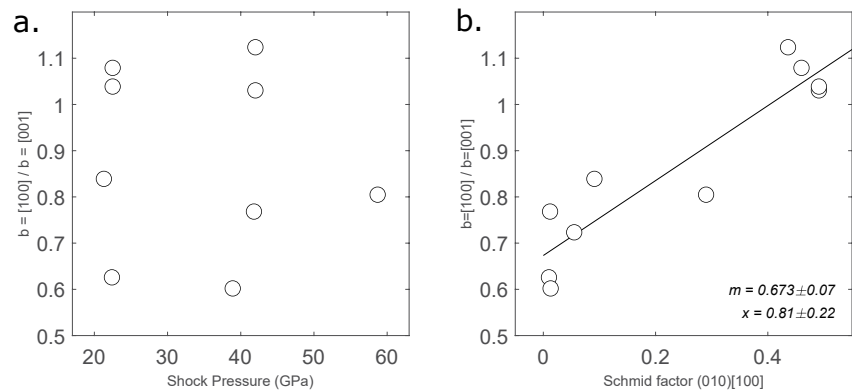 a.
1.1
1
0.9
0.8
0.7
0.6
0.5
b = [100] / b = [001]
20
30
40
50
60
Shock Pressure (GPa)
b.
1.1
1
0.9
0.8
0.7
0.6
0.5
b=[100] / b=[001]
m = 0.673±0.07
x = 0.81±0.22
0
0.2
0.4
Schmid factor (010)[100]